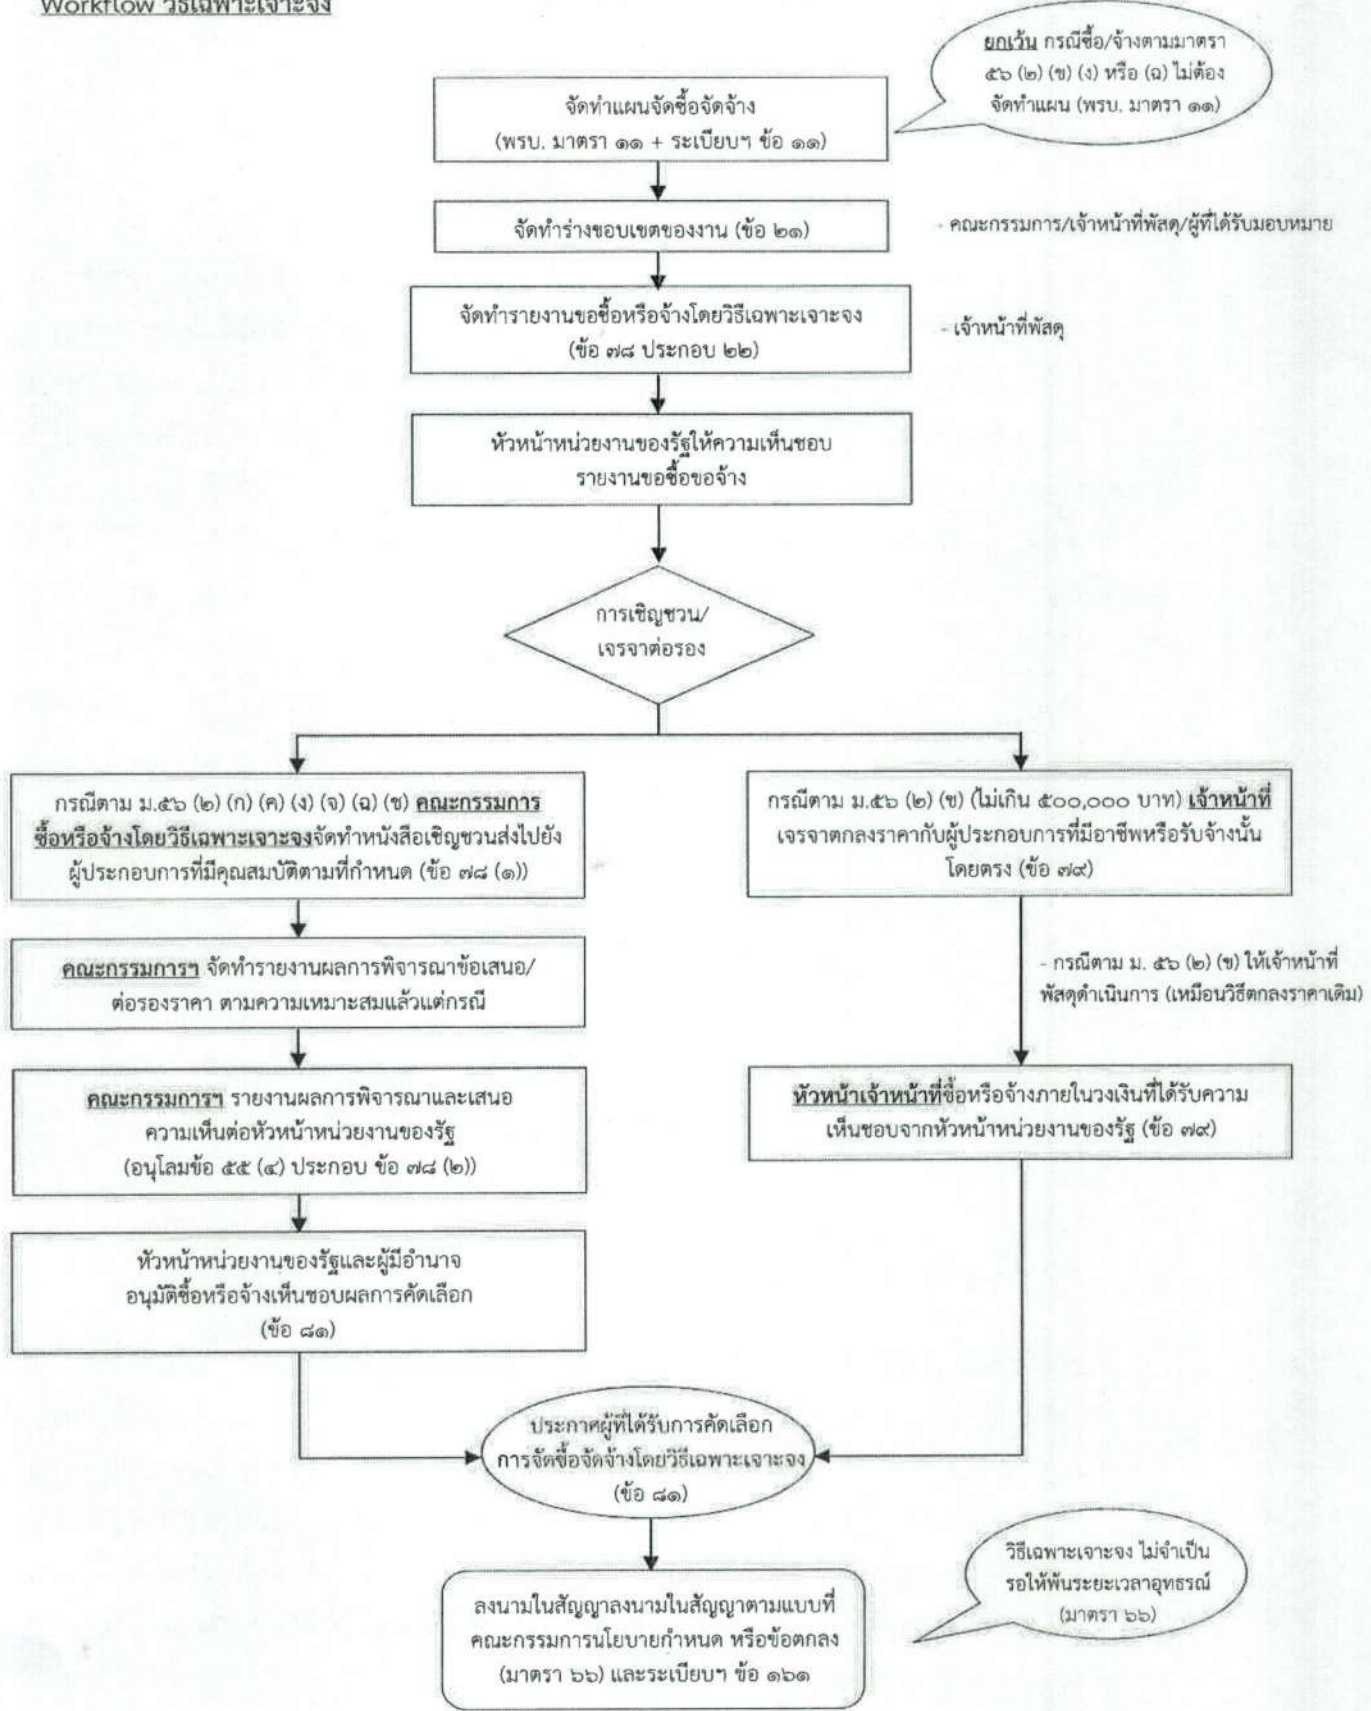 Workflow วิธีเฉพาะเจาะจง
ยกเว้น กรณีซื้อ/จ้างตามมาตรา
๕๖ (๒) (ข) (ง) หรือ (ฉ) ไม่ต้อง
จัดทำแผน (พรบ. มาตรา ๑๑)
จัดทำแผนจัดซื้อจัดจ้าง
(พรบ. มาตรา ๑๑ + ระเบียบฯ ข้อ ๑๑)
จัดทำร่างขอบเขตของงาน (ข้อ ๒๑)
- คณะกรรมการ/เจ้าหน้าที่พัสดุ/ผู้ที่ได้รับมอบหมาย
จัดทำรายงานขอซื้อหรือจ้างโดยวิธีเฉพาะเจาะจง
(ข้อ ๗๘ ประกอบ ๒๒)
- เจ้าหน้าที่พัสดุ
หัวหน้าหน่วยงานของรัฐให้ความเห็นชอบ
รายงานขอซื้อขอจ้าง
การเชิญชวน/
เจรจาต่อรอง
กรณีตาม ม.๕๖ (๒) (ก) (ค) (ง) (จ) (ฉ) (ช) คณะกรรมการ
ซื้อหรือจ้างโดยวิธีเฉพาะเจาะจงจัดทำหนังสือเชิญชวนส่งไปยัง
ผู้ประกอบการที่มีคุณสมบัติตามที่กำหนด (ข้อ ๗๘ (๑))
กรณีตาม ม.๕๖ (๒) (ข) (ไม่เกิน ๕๐๐,๐๐๐ บาท) เจ้าหน้าที่
เจรจาตกลงราคากับผู้ประกอบการที่มีอาชีพหรือรับจ้างนั้น
โดยตรง (ข้อ ๗๙)
คณะกรรมการฯ จัดทำรายงานผลการพิจารณาข้อเสนอ/
ต่อรองราคา ตามความเหมาะสมแล้วแต่กรณี
- กรณีตาม ม. ๕๖ (๒) (ข) ให้เจ้าหน้าที่
พัสดุดำเนินการ (เหมือนวิธีตกลงราคาเดิม)
คณะกรรมการฯ รายงานผลการพิจารณาและเสนอ
ความเห็นต่อหัวหน้าหน่วยงานของรัฐ
(อนุโลมข้อ ๕๕ (๔) ประกอบ ข้อ ๗๘ (๒))
หัวหน้าเจ้าหน้าที่ซื้อหรือจ้างภายในวงเงินที่ได้รับความ
เห็นชอบจากหัวหน้าหน่วยงานของรัฐ (ข้อ ๗๙)
หัวหน้าหน่วยงานของรัฐและผู้มีอำนาจ
อนุมัติซื้อหรือจ้างเห็นชอบผลการคัดเลือก
(ข้อ ๘๑)
ประกาศผู้ที่ได้รับการคัดเลือก
การจัดซื้อจัดจ้างโดยวิธีเฉพาะเจาะจง
(ข้อ ๘๑)
วิธีเฉพาะเจาะจง ไม่จำเป็น
รอให้พ้นระยะเวลาอุทธรณ์
(มาตรา ๖๖)
ลงนามในสัญญาลงนามในสัญญาตามแบบที่
คณะกรรมการนโยบายกำหนด หรือข้อตกลง
(มาตรา ๖๖) และระเบียบฯ ข้อ ๑๖๑